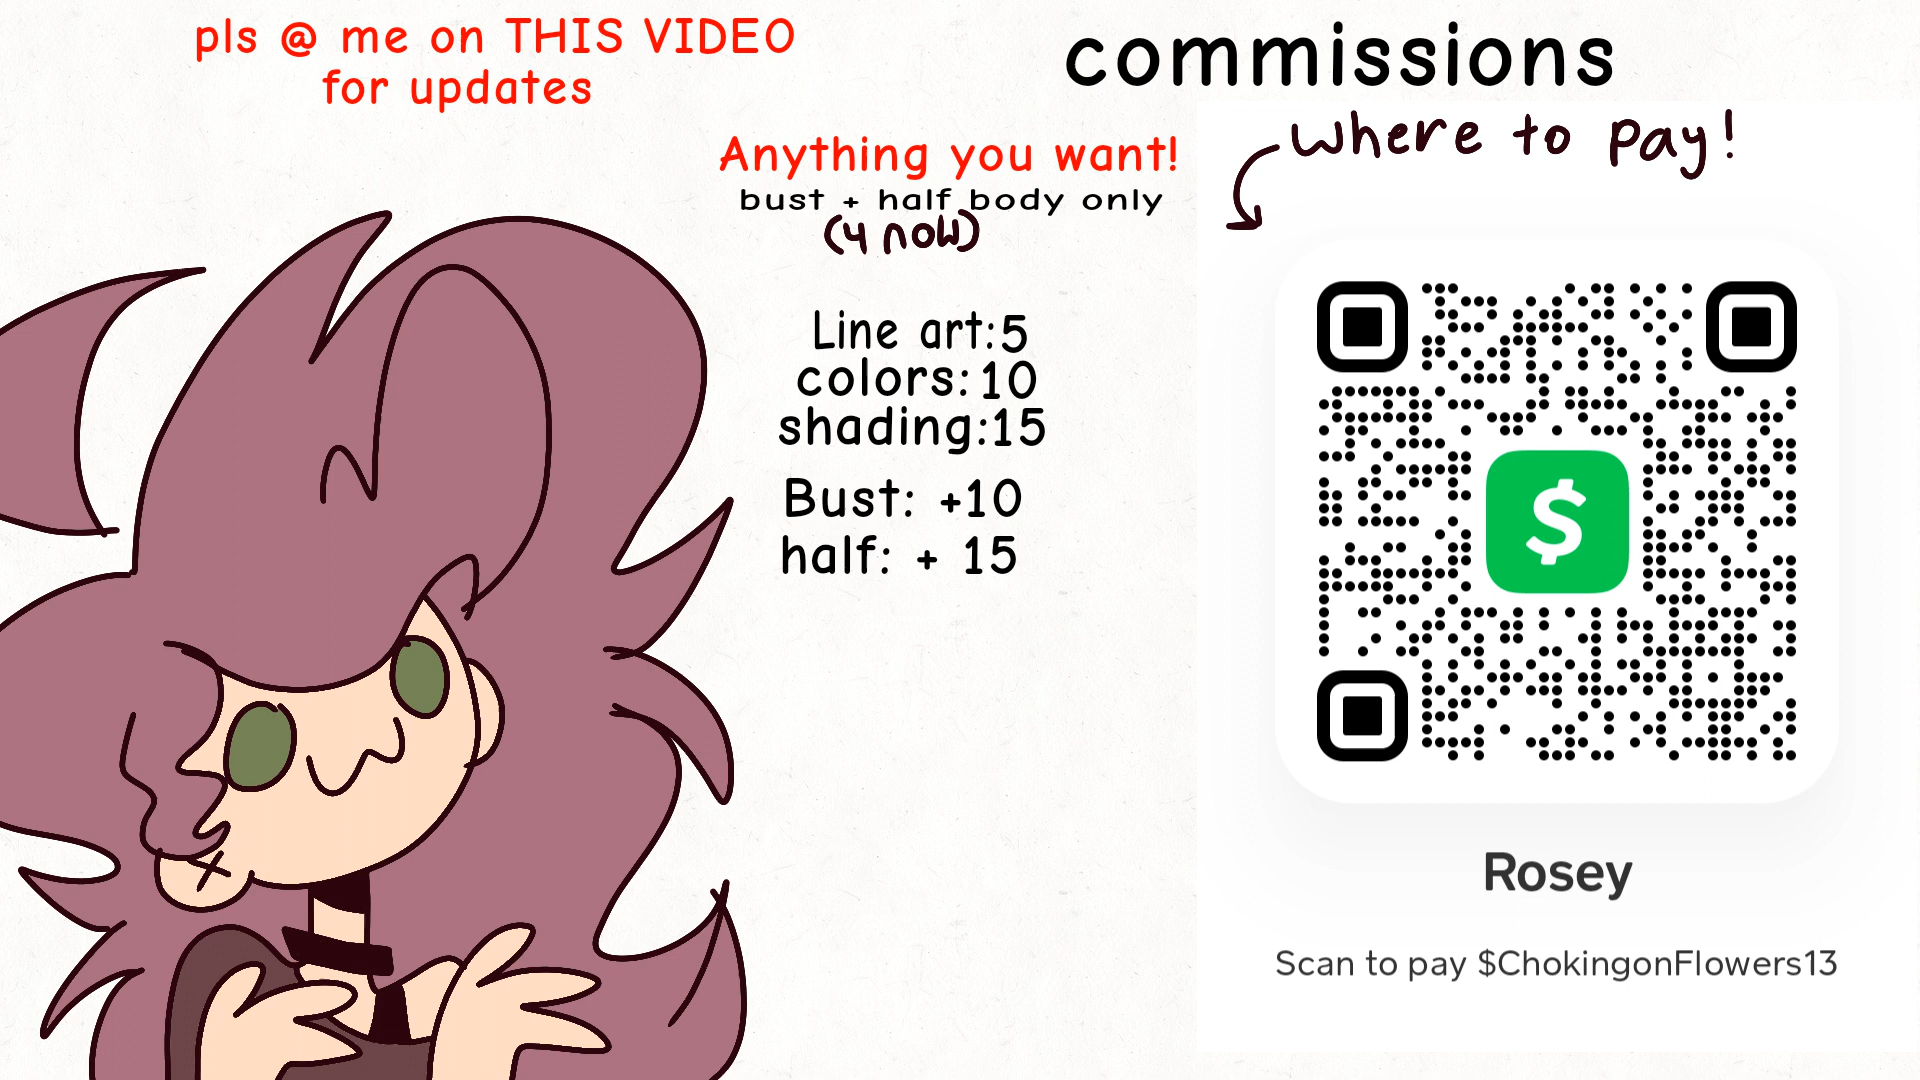 pls @ me on THIS VIDEO
for updates
commissions
where to pay!
Anything you want!
bust + half body only
(4 now)
Line art:5
colors:10
shading:15
Bust: +10
half: + 15
$
Rosey
Scan to pay $ChokingonFlowers13